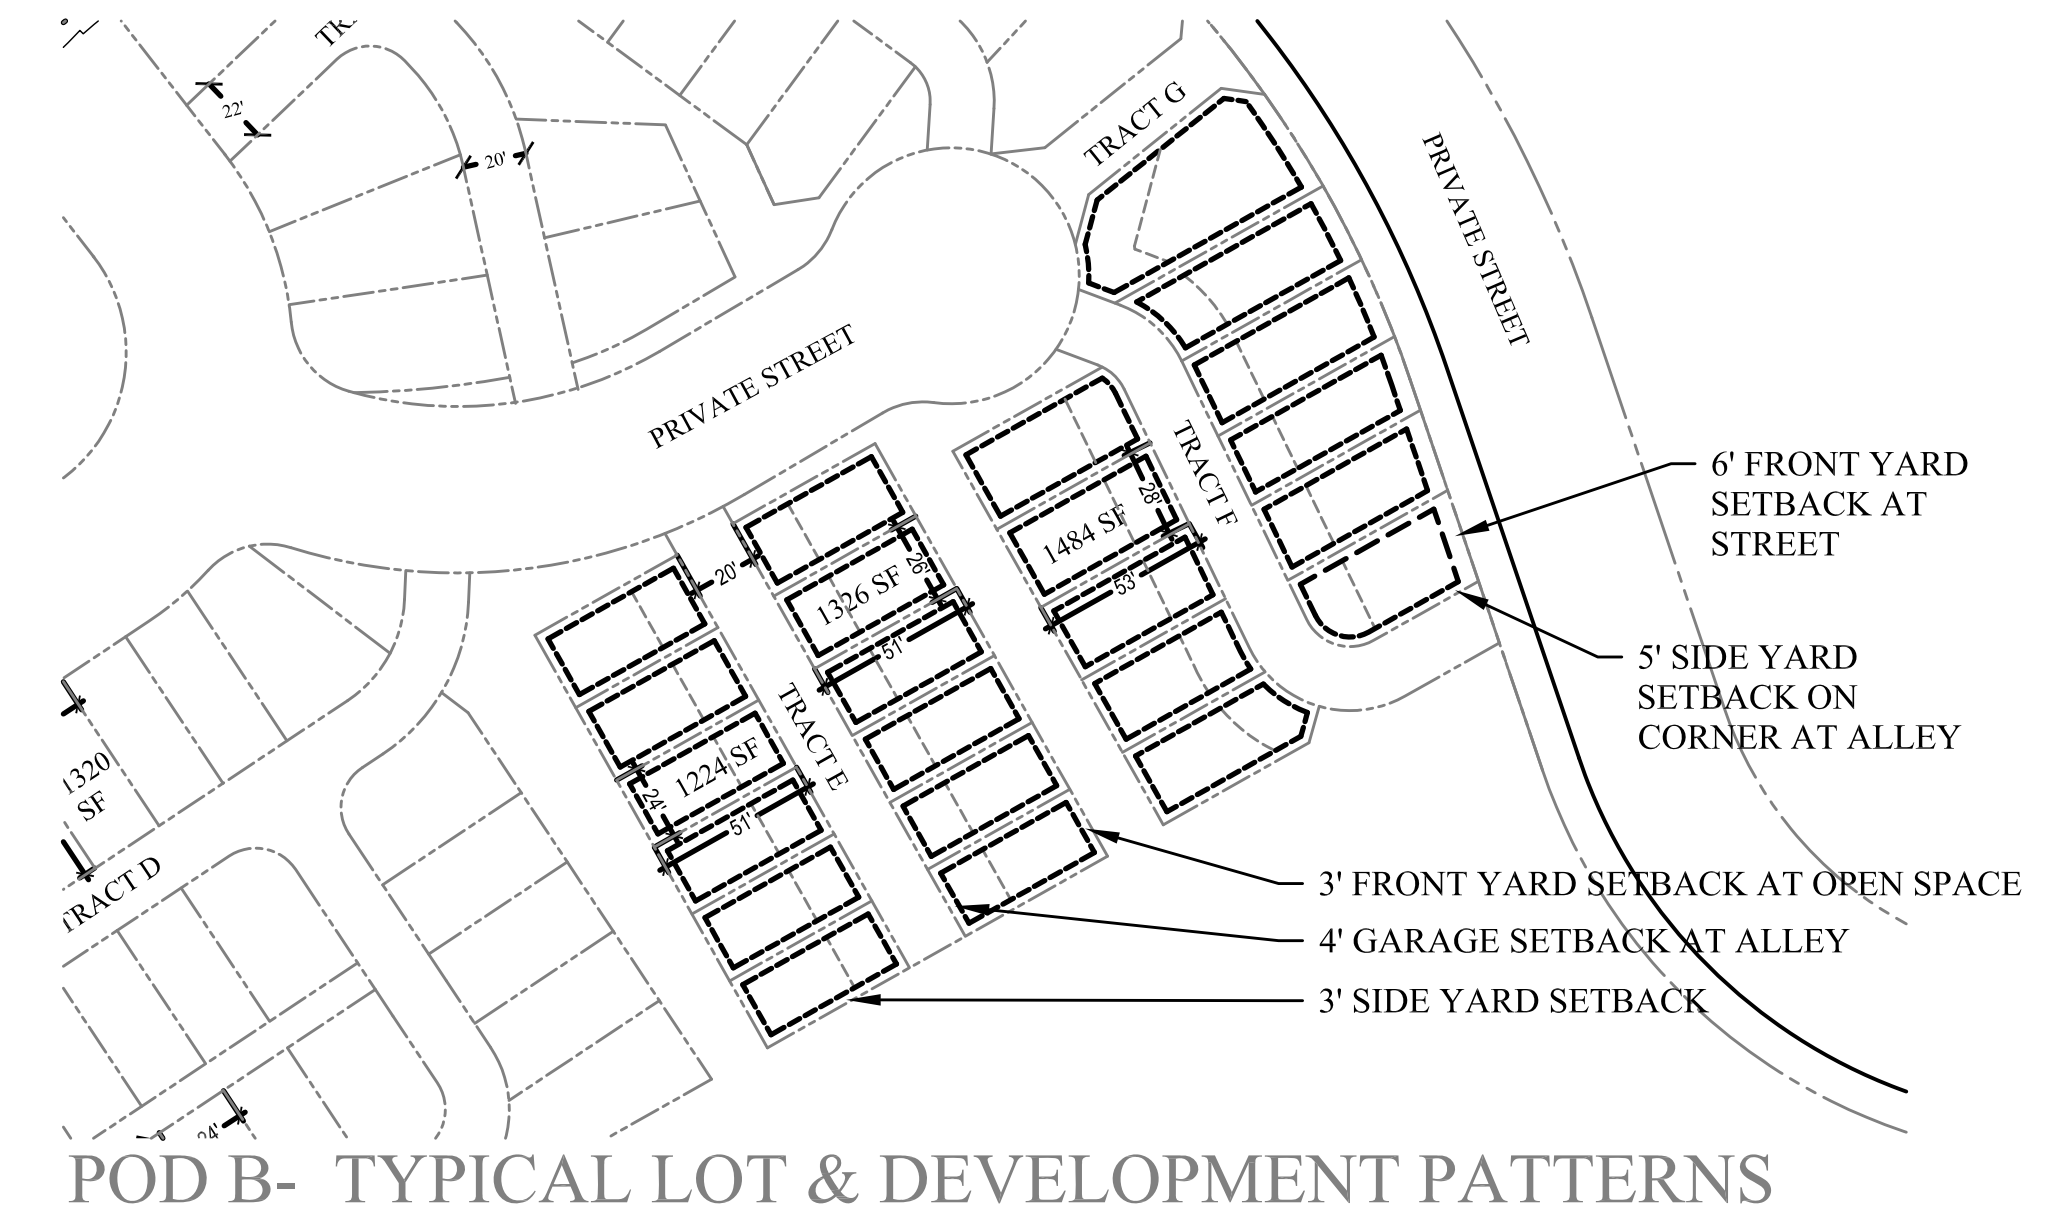 TR
22'
20'
TRACT G
PRIVATE STREET
PRIVATE STREET
6' FRONT YARD
SETBACK AT
STREET
5' SIDE YARD
SETBACK ON
CORNER AT ALLEY
TRACT F
28'
1484 SF
53'
20'
26'
1326 SF
51'
TRACT E
1224 SF
24'
51'
1320
SF
TRACT D
3' FRONT YARD SETBACK AT OPEN SPACE
4' GARAGE SETBACK AT ALLEY
3' SIDE YARD SETBACK
24'
POD B- TYPICAL LOT & DEVELOPMENT PATTERNS